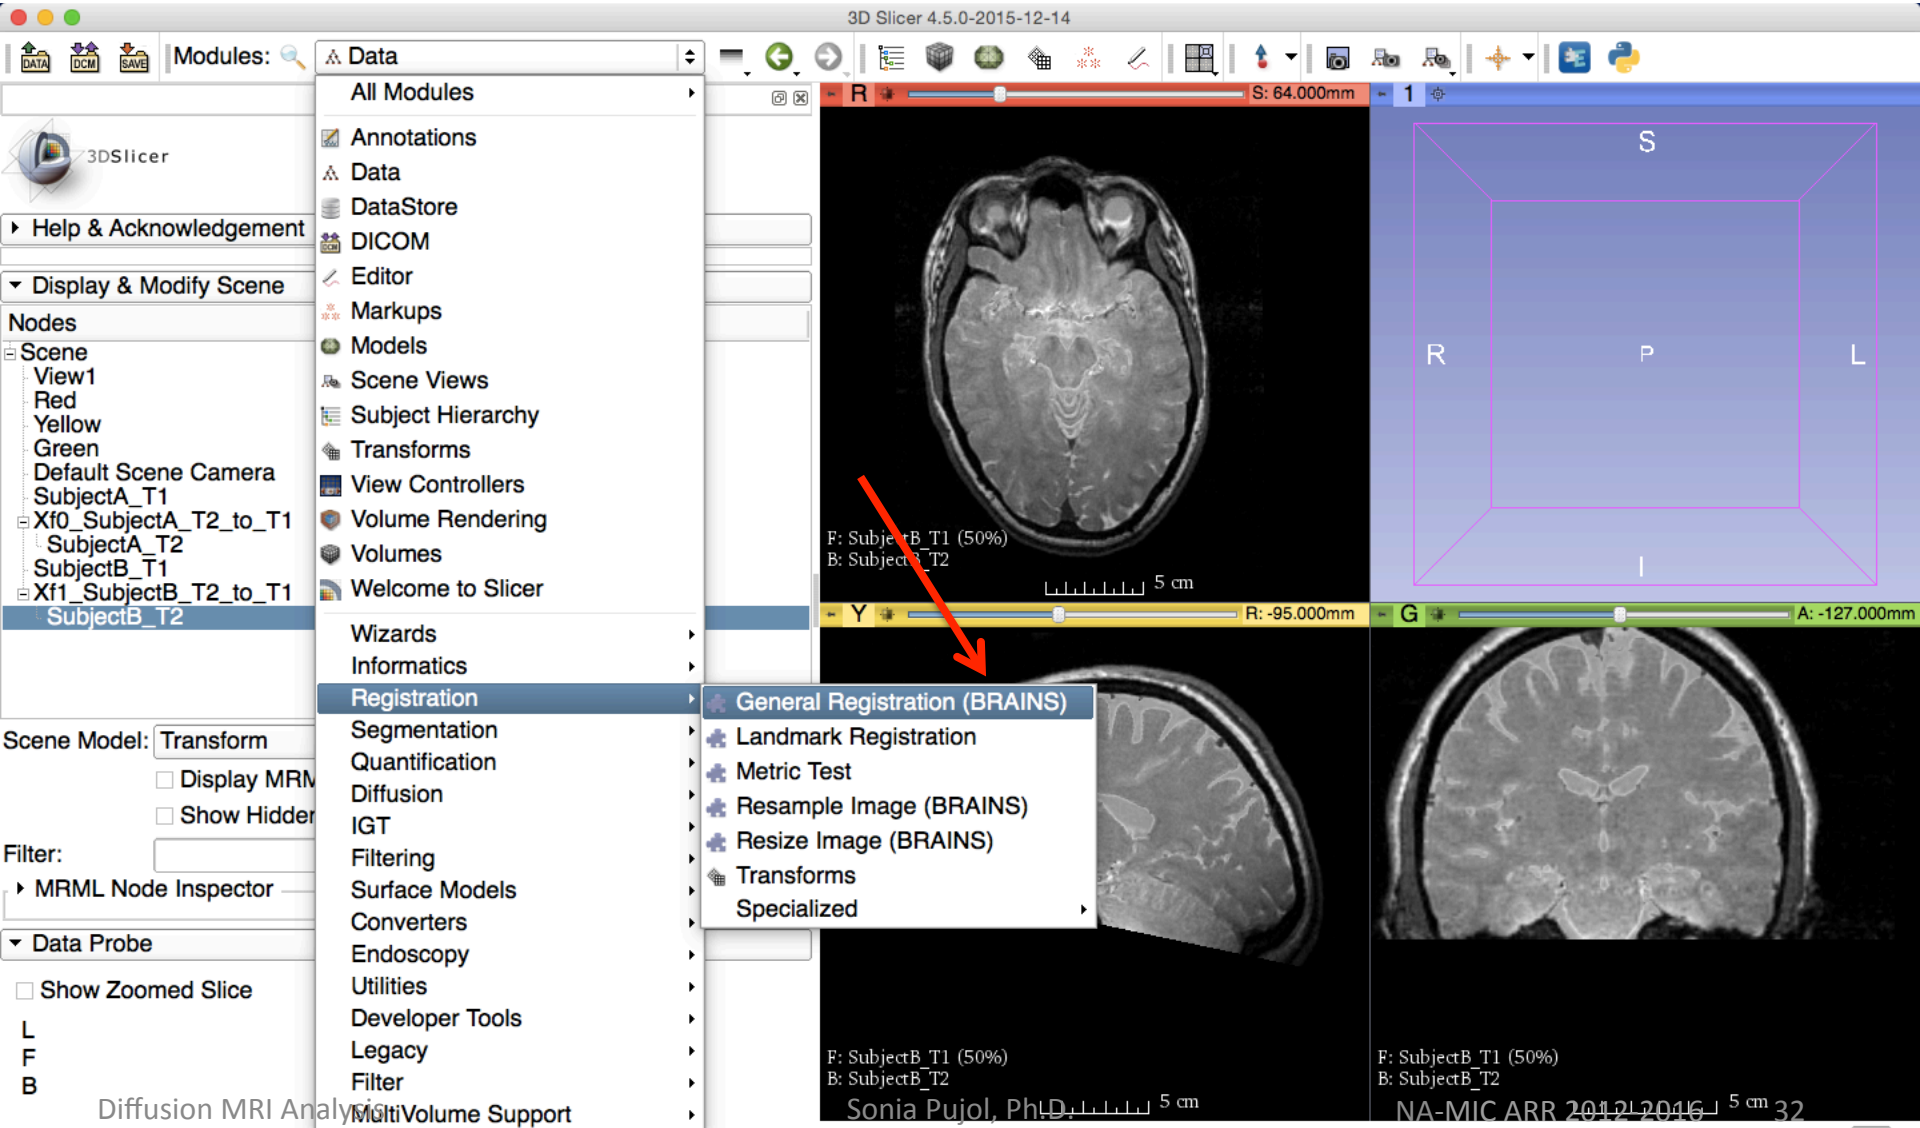 3D Slicer 4.5.0-2015-12-14
DATA DCM SAVE Modules: Data
All Modules
Annotations
Data
DataStore
DICOM
Editor
Markups
Models
Scene Views
Subject Hierarchy
Transforms
View Controllers
Volume Rendering
Volumes
Welcome to Slicer
Wizards
Informatics
Registration
Segmentation
Quantification
Diffusion
IGT
Filtering
Surface Models
Converters
Endoscopy
Utilities
Developer Tools
Legacy
Filter
MultiVolume Support
General Registration (BRAINS)
Landmark Registration
Metric Test
Resample Image (BRAINS)
Resize Image (BRAINS)
Transforms
Specialized
3DSlicer
Help & Acknowledgement
Display & Modify Scene
Nodes
Scene
View1
Red
Yellow
Green
Default Scene Camera
SubjectA_T1
Xf0_SubjectA_T2_to_T1
SubjectA_T2
SubjectB_T1
Xf1_SubjectB_T2_to_T1
SubjectB_T2
Scene Model: Transform
Display MRM
Show Hidden
Filter:
MRML Node Inspector
Data Probe
Show Zoomed Slice
L
F
B
R S: 64.000mm
F: SubjectB_T1 (50%)
B: SubjectB_T2
5 cm
1
S
R P L
I
Y R: -95.000mm
F: SubjectB_T1 (50%)
B: SubjectB_T2
5 cm
G A: -127.000mm
F: SubjectB_T1 (50%)
B: SubjectB_T2
5 cm
Diffusion MRI Analysis Sonia Pujol, Ph.D. NA-MIC ARR 2012-2016 32